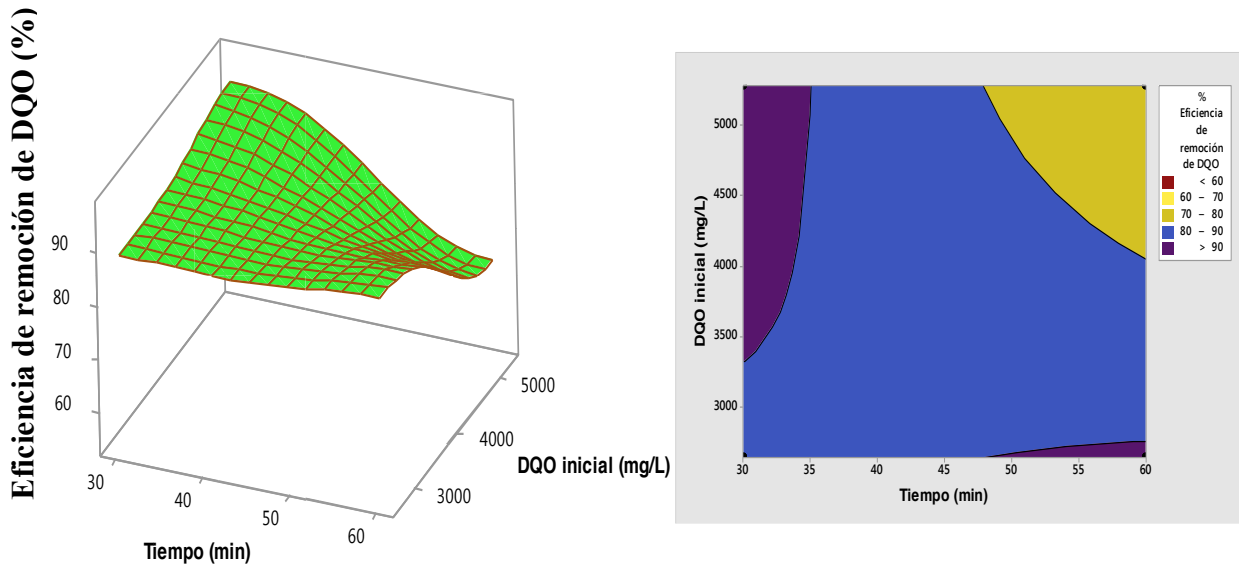 Eficiencia de remoción de DQO (%)
90
80
70
60
30
40
50
60
Tiempo (min)
5000
4000
3000
DQO inicial (mg/L)
DQO inicial (mg/L)
5000
4500
4000
3500
3000
30
35
40
45
50
55
60
Tiempo (min)
%
Eficiencia
de
remoción
de DQO
< 60
60 – 70
70 – 80
80 – 90
> 90